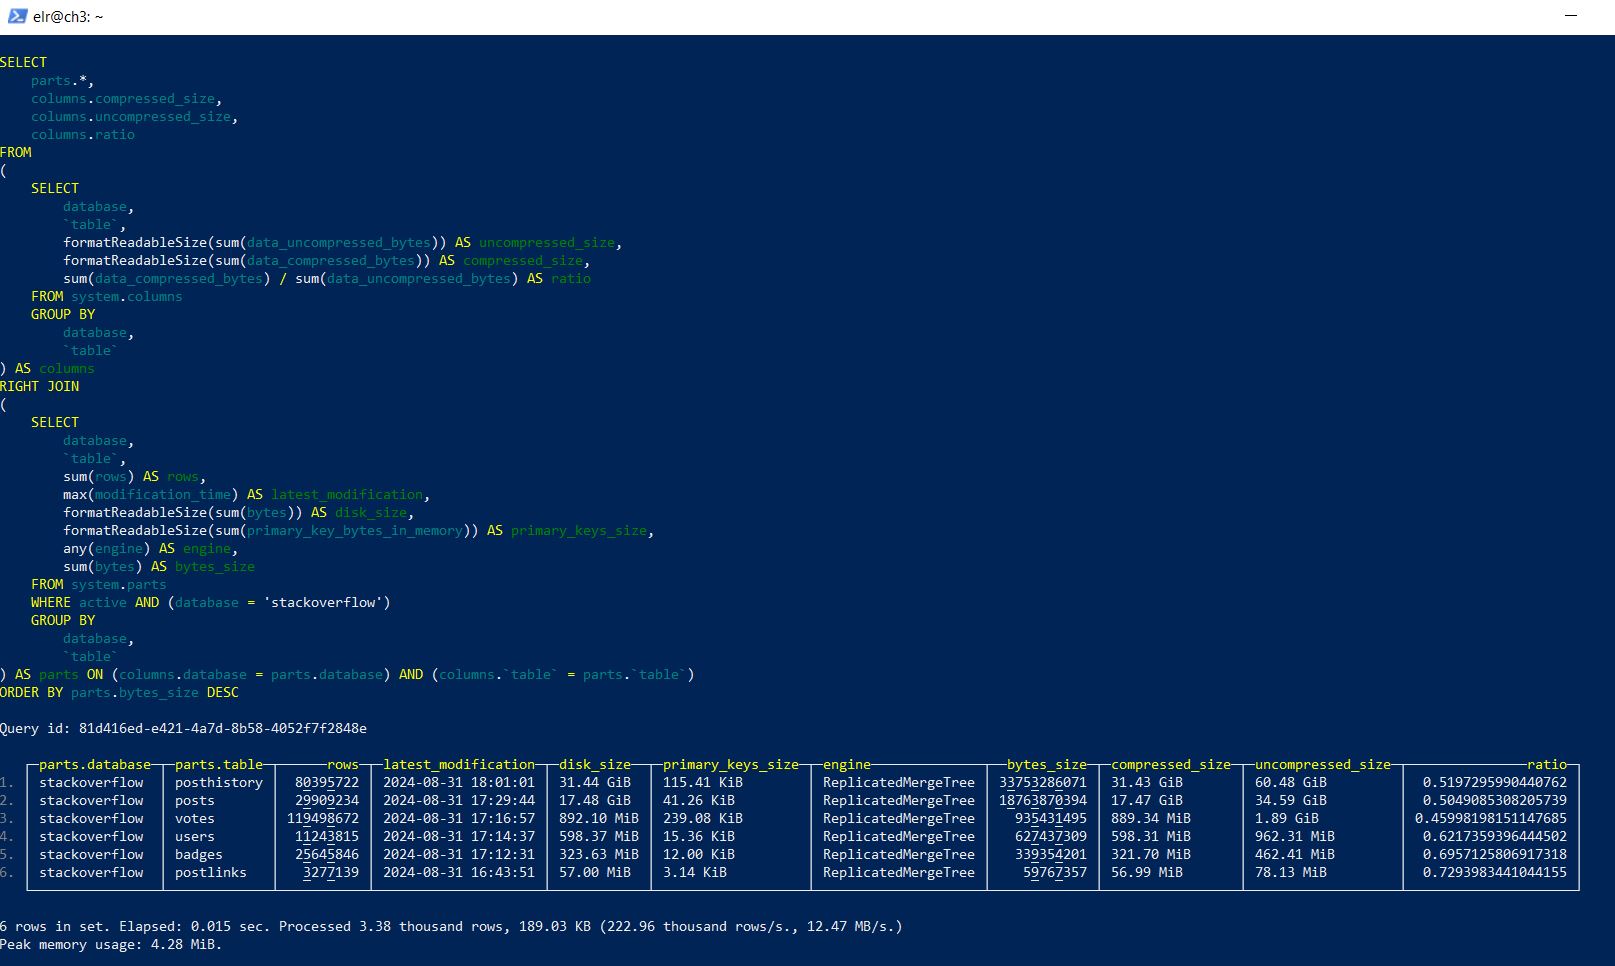 elr@ch3: ~
SELECT
    parts.*,
    columns.compressed_size,
    columns.uncompressed_size,
    columns.ratio
FROM
(
    SELECT
        database,
        `table`,
        formatReadableSize(sum(data_uncompressed_bytes)) AS uncompressed_size,
        formatReadableSize(sum(data_compressed_bytes)) AS compressed_size,
        sum(data_compressed_bytes) / sum(data_uncompressed_bytes) AS ratio
    FROM system.columns
    GROUP BY
        database,
        `table`
) AS columns
RIGHT JOIN
(
    SELECT
        database,
        `table`,
        sum(rows) AS rows,
        max(modification_time) AS latest_modification,
        formatReadableSize(sum(bytes)) AS disk_size,
        formatReadableSize(sum(primary_key_bytes_in_memory)) AS primary_keys_size,
        any(engine) AS engine,
        sum(bytes) AS bytes_size
    FROM system.parts
    WHERE active AND (database = 'stackoverflow')
    GROUP BY
        database,
        `table`
) AS parts ON (columns.database = parts.database) AND (columns.`table` = parts.`table`)
ORDER BY parts.bytes_size DESC
Query id: 81d416ed-e421-4a7d-8b58-4052f7f2848e
parts.database parts.table rows latest_modification disk_size primary_keys_size engine bytes_size compressed_size uncompressed_size ratio
1. stackoverflow posthistory 80395722 2024-08-31 18:01:01 31.44 GiB 115.41 KiB ReplicatedMergeTree 33753286071 31.43 GiB 60.48 GiB 0.5197295990440762
2. stackoverflow posts 29909234 2024-08-31 17:29:44 17.48 GiB 41.26 KiB ReplicatedMergeTree 18763870394 17.47 GiB 34.59 GiB 0.5049085308205739
3. stackoverflow votes 119498672 2024-08-31 17:16:57 892.10 MiB 239.08 KiB ReplicatedMergeTree 935431495 889.34 MiB 1.89 GiB 0.45998198151147685
4. stackoverflow users 11243815 2024-08-31 17:14:37 598.37 MiB 15.36 KiB ReplicatedMergeTree 627437309 598.31 MiB 962.31 MiB 0.6217359396444502
5. stackoverflow badges 25645846 2024-08-31 17:12:31 323.63 MiB 12.00 KiB ReplicatedMergeTree 339354201 321.70 MiB 462.41 MiB 0.6957125806917318
6. stackoverflow postlinks 3277139 2024-08-31 16:43:51 57.00 MiB 3.14 KiB ReplicatedMergeTree 59767357 56.99 MiB 78.13 MiB 0.7293983441044155
6 rows in set. Elapsed: 0.015 sec. Processed 3.38 thousand rows, 189.03 KB (222.96 thousand rows/s., 12.47 MB/s.)
Peak memory usage: 4.28 MiB.